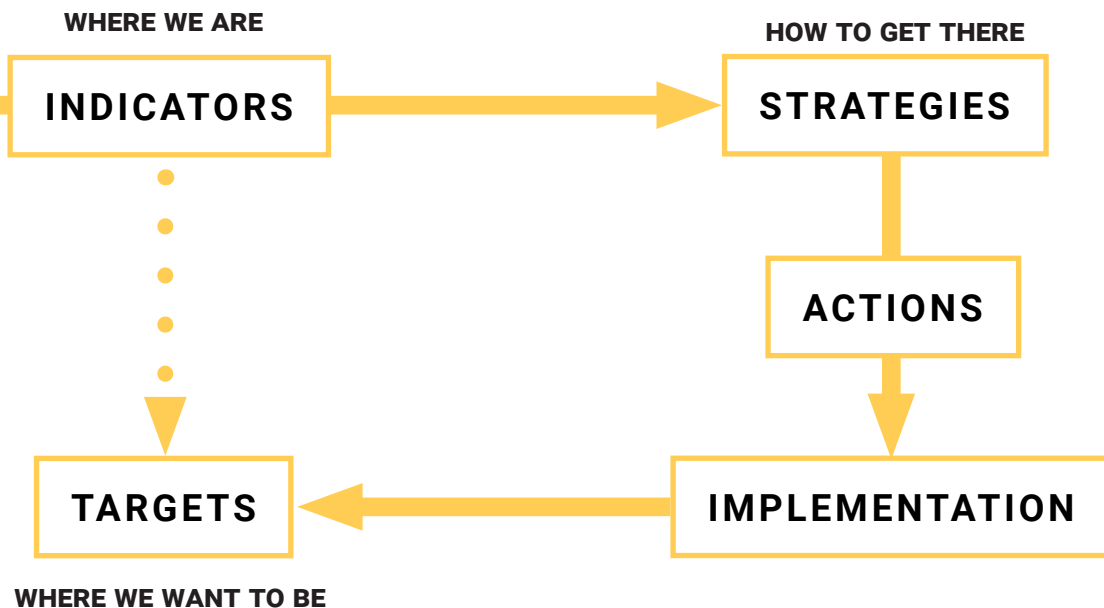 WHERE WE ARE
HOW TO GET THERE
INDICATORS
STRATEGIES
ACTIONS
TARGETS
IMPLEMENTATION
WHERE WE WANT TO BE